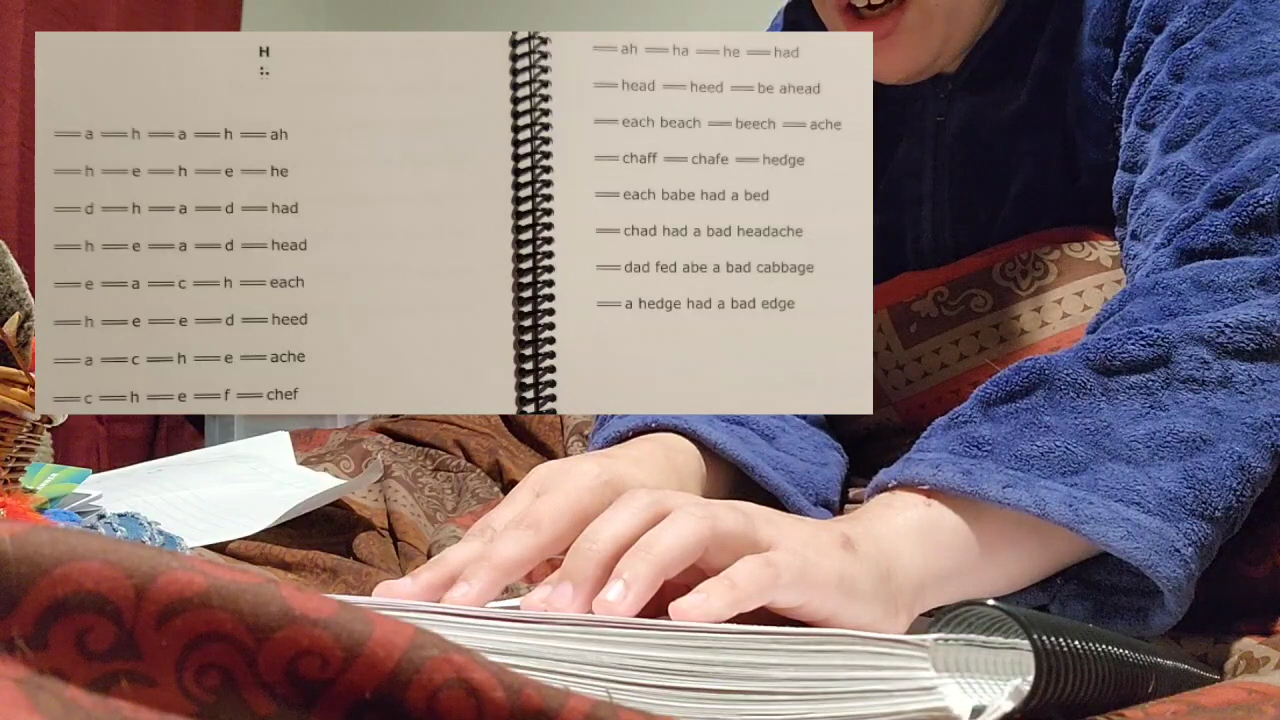 H
⠓
══ a ══ h ══ a ══ h ══ ah
══ h ══ e ══ h ══ e ══ he
══ d ══ h ══ a ══ d ══ had
══ h ══ e ══ a ══ d ══ head
══ e ══ a ══ c ══ h ══ each
══ h ══ e ══ e ══ d ══ heed
══ a ══ c ══ h ══ e ══ ache
══ c ══ h ══ e ══ f ══ chef
══ ah ══ ha ══ he ══ had
══ head ══ heed ══ be ahead
══ each beach ══ beech ══ ache
══ chaff ══ chafe ══ hedge
══ each babe had a bed
══ chad had a bad headache
══ dad fed abe a bad cabbage
══ a hedge had a bad edge